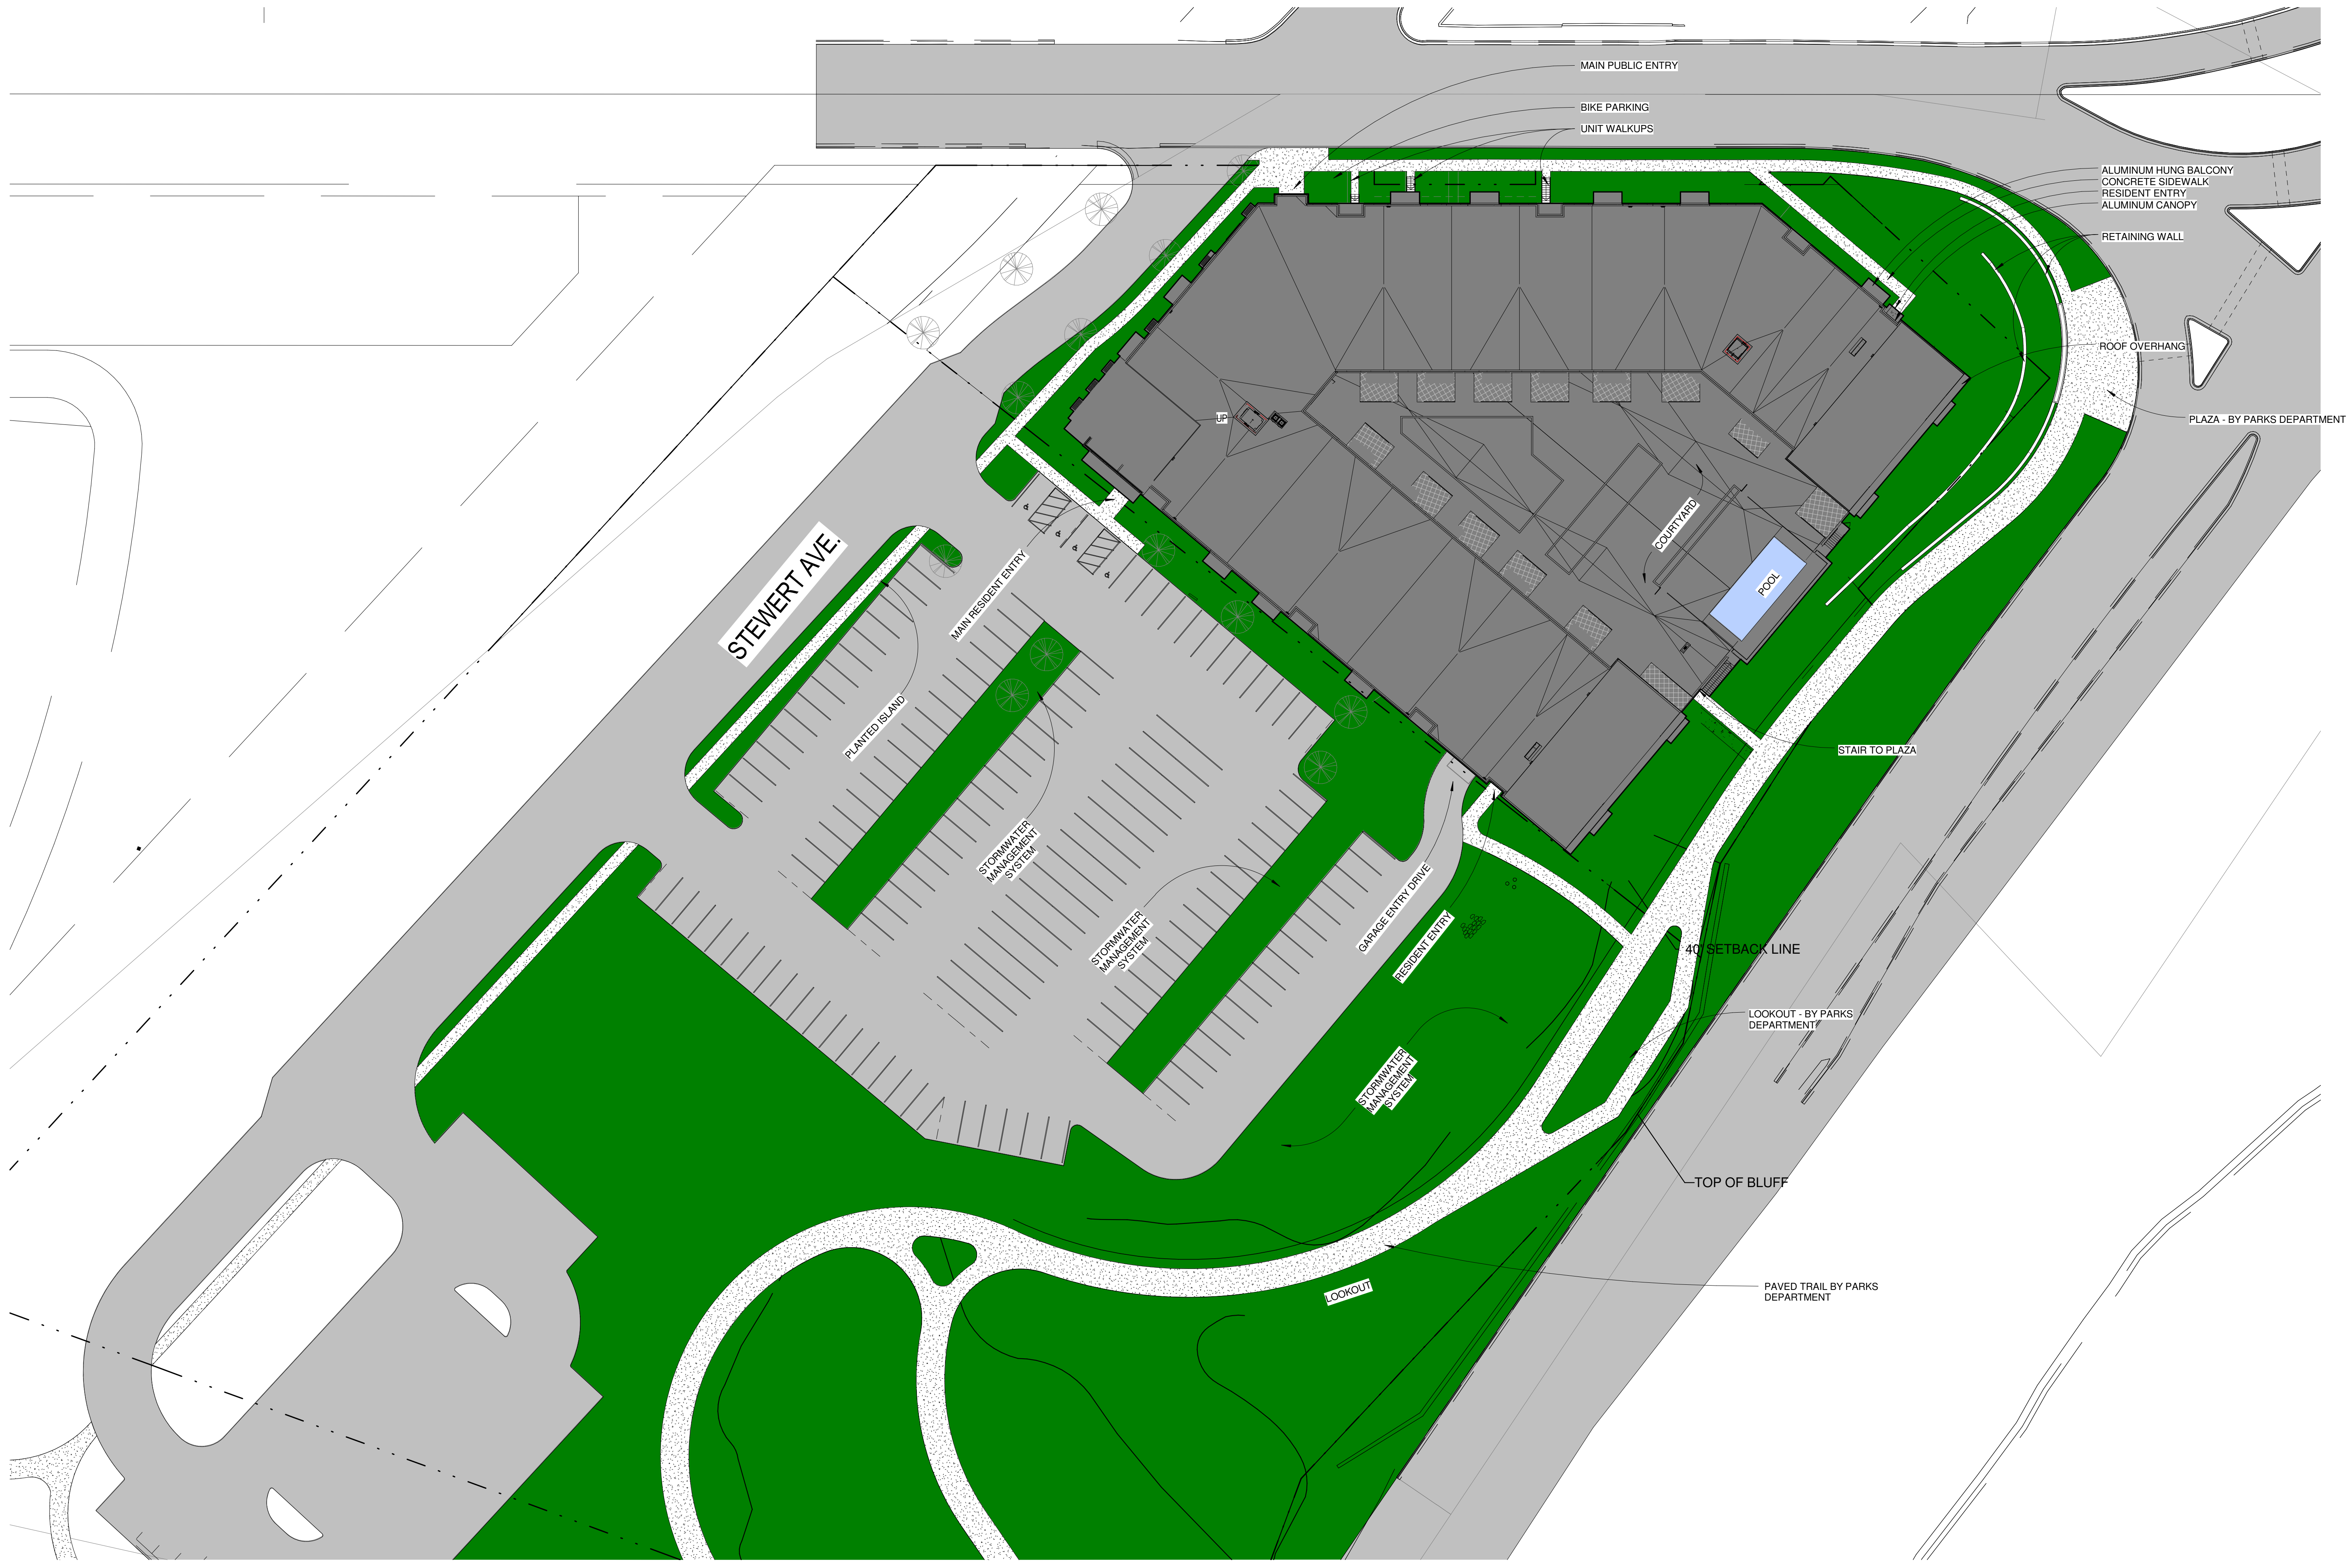 MAIN PUBLIC ENTRY
BIKE PARKING
UNIT WALKUPS
ALUMINUM HUNG BALCONY
CONCRETE SIDEWALK
RESIDENT ENTRY
ALUMINUM CANOPY
RETAINING WALL
ROOF OVERHANG
PLAZA - BY PARKS DEPARTMENT
UP
COURTYARD
POOL
STEWERT AVE.
MAIN RESIDENT ENTRY
PLANTED ISLAND
STAIR TO PLAZA
STORMWATER
MANAGEMENT
SYSTEM
STORMWATER
MANAGEMENT
SYSTEM
GARAGE ENTRY DRIVE
RESIDENT ENTRY
40' SETBACK LINE
LOOKOUT - BY PARKS
DEPARTMENT
STORMWATER
MANAGEMENT
SYSTEM
TOP OF BLUFF
LOOKOUT
PAVED TRAIL BY PARKS
DEPARTMENT